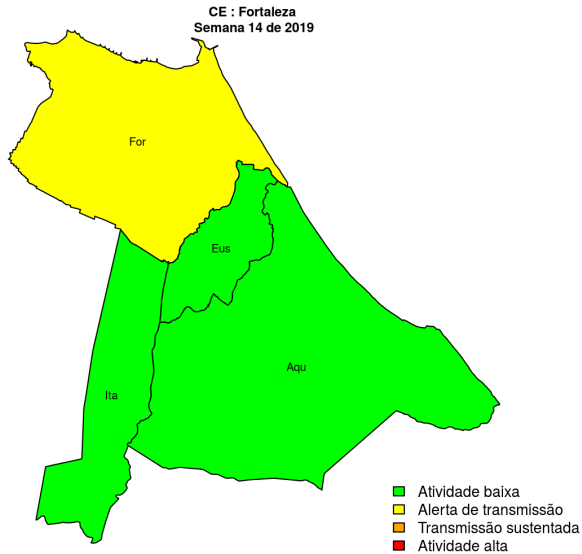 CE : Fortaleza
Semana 14 de 2019
For
Eus
Aqu
Ita
Atividade baixa
Alerta de transmissão
Transmissão sustentada
Atividade alta